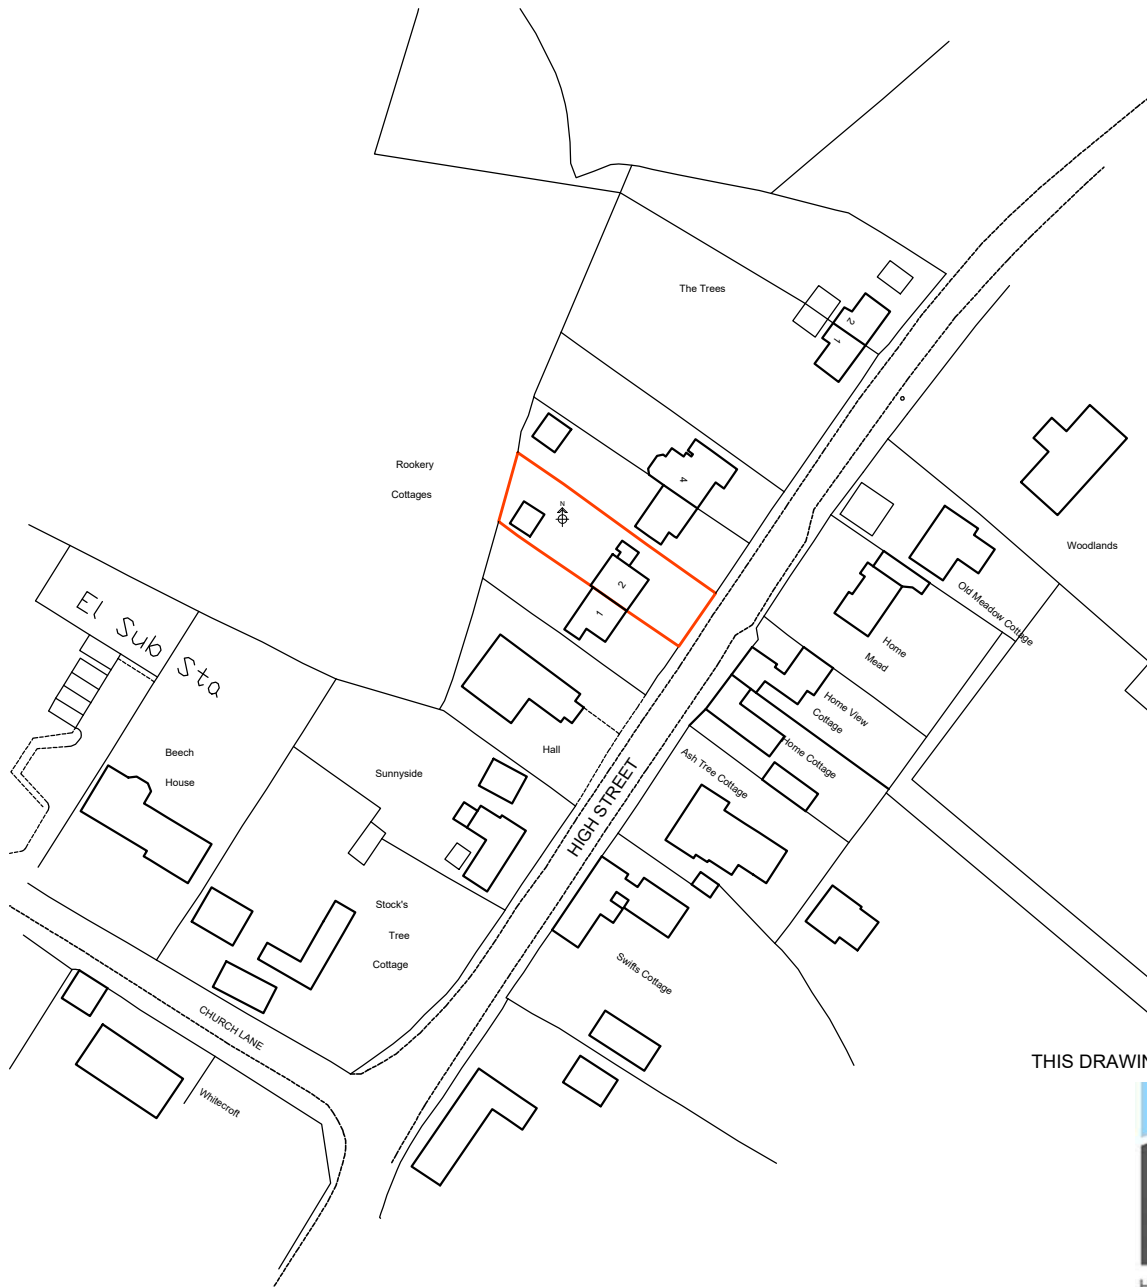 The Trees
2
1
Rookery
Cottages
4
N
2
1
Woodlands
Old Meadow Cottage
Home
Mead
Home View
Cottage
Home Cottage
Ash Tree Cottage
El Sub Sta
Beech
House
Sunnyside
Hall
HIGH STREET
Stock's
Tree
Cottage
Swifts Cottage
CHURCH LANE
Whitecroft
THIS DRAWIN